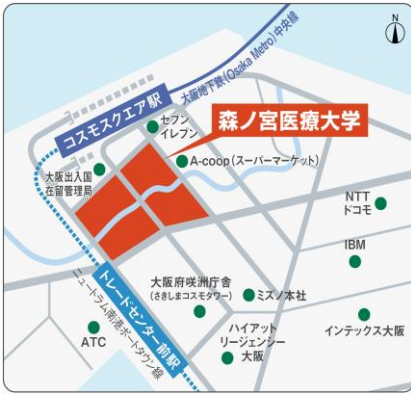 N
大阪地下鉄(Osaka Metro)中央線
コスモスクエア駅
セブン
イレブン
森ノ宮医療大学
A-coop(スーパーマーケット)
大阪出入国
在留管理局
NTT
ドコモ
IBM
トレードセンター前駅
ニュートラム南港ポートタウン線
大阪府咲洲庁舎
(さきしまコスモタワー)
ミズノ本社
インテックス大阪
ATC
ハイアット
リージェンシー
大阪